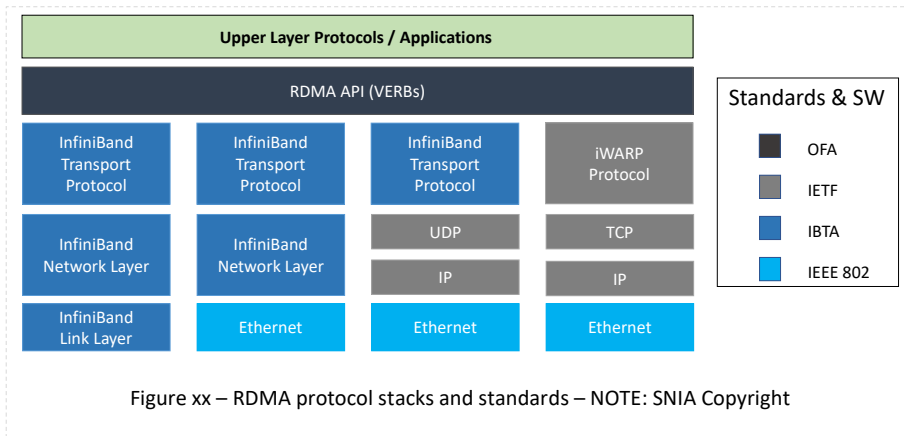 Upper Layer Protocols / Applications
RDMA API (VERBs)
InfiniBand
Transport
Protocol
InfiniBand
Transport
Protocol
InfiniBand
Transport
Protocol
iWARP
Protocol
InfiniBand
Network Layer
InfiniBand
Network Layer
UDP
TCP
IP
IP
InfiniBand
Link Layer
Ethernet
Ethernet
Ethernet
Standards & SW
OFA
IETF
IBTA
IEEE 802
Figure xx – RDMA protocol stacks and standards – NOTE: SNIA Copyright